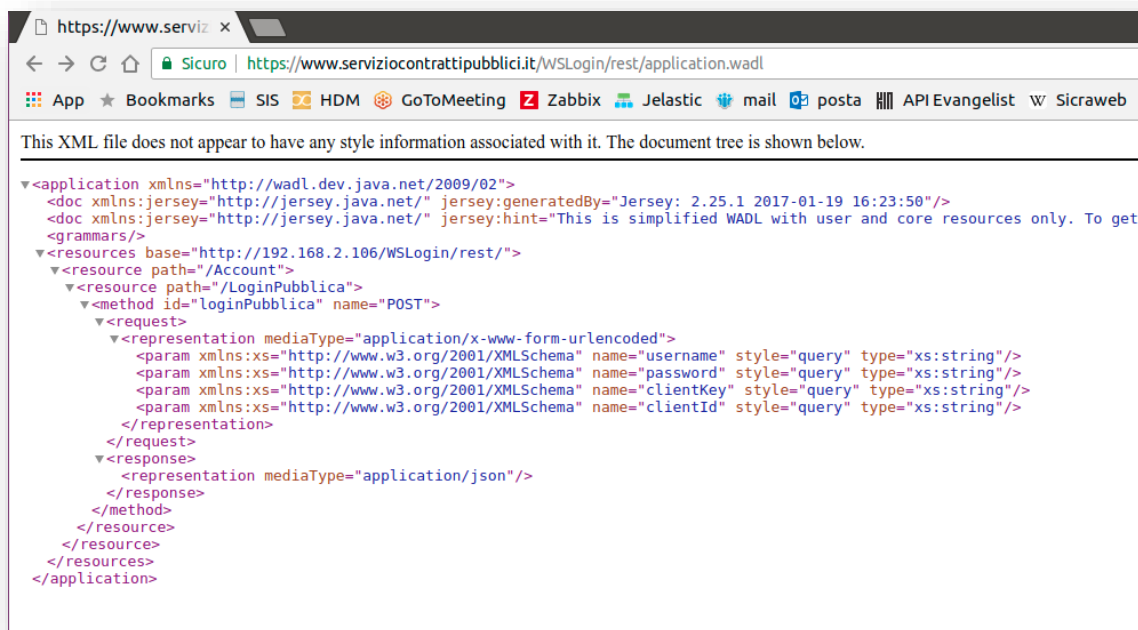 https://www.serviz
Sicuro | https://www.serviziocontrattipubblici.it/WSLogin/rest/application.wadl
App Bookmarks SIS HDM GoToMeeting Zabbix Jelastic mail posta API Evangelist Sicraweb
This XML file does not appear to have any style information associated with it. The document tree is shown below.
▼<application xmlns="http://wadl.dev.java.net/2009/02">
<doc xmlns:jersey="http://jersey.java.net/" jersey:generatedBy="Jersey: 2.25.1 2017-01-19 16:23:50"/>
<doc xmlns:jersey="http://jersey.java.net/" jersey:hint="This is simplified WADL with user and core resources only. To get
<grammars/>
▼<resources base="http://192.168.2.106/WSLogin/rest/">
▼<resource path="/Account">
▼<resource path="/LoginPubblica">
▼<method id="loginPubblica" name="POST">
▼<request>
▼<representation mediaType="application/x-www-form-urlencoded">
<param xmlns:xs="http://www.w3.org/2001/XMLSchema" name="username" style="query" type="xs:string"/>
<param xmlns:xs="http://www.w3.org/2001/XMLSchema" name="password" style="query" type="xs:string"/>
<param xmlns:xs="http://www.w3.org/2001/XMLSchema" name="clientKey" style="query" type="xs:string"/>
<param xmlns:xs="http://www.w3.org/2001/XMLSchema" name="clientId" style="query" type="xs:string"/>
</representation>
</request>
▼<response>
<representation mediaType="application/json"/>
</response>
</method>
</resource>
</resource>
</resources>
</application>